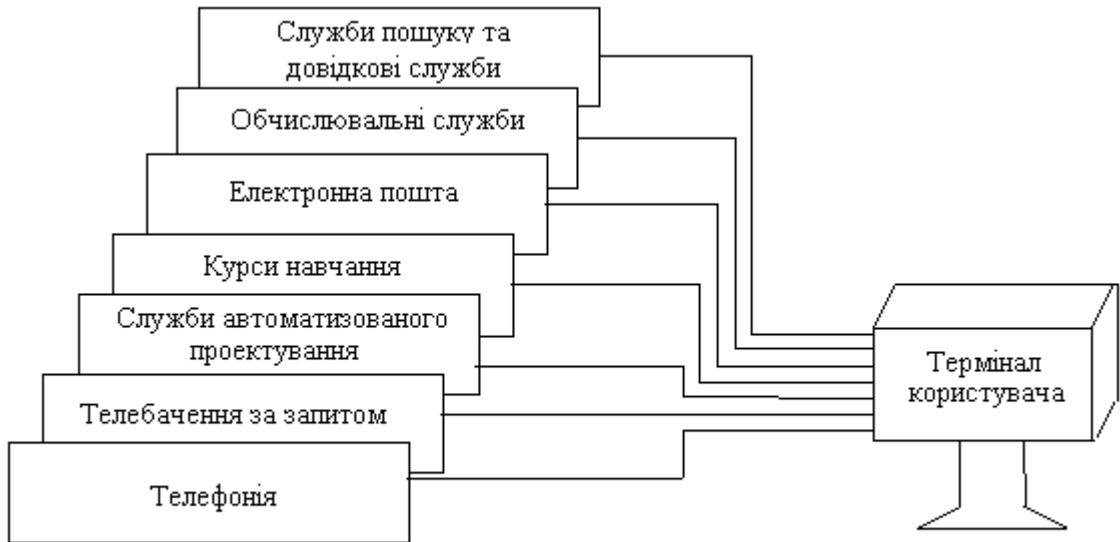 Служби пошуку та
довідкові служби
Обчислювальні служби
Електронна пошта
Курси навчання
Служби автоматизованого
проектування
Телебачення за запитом
Телефонія
Термінал
користувача